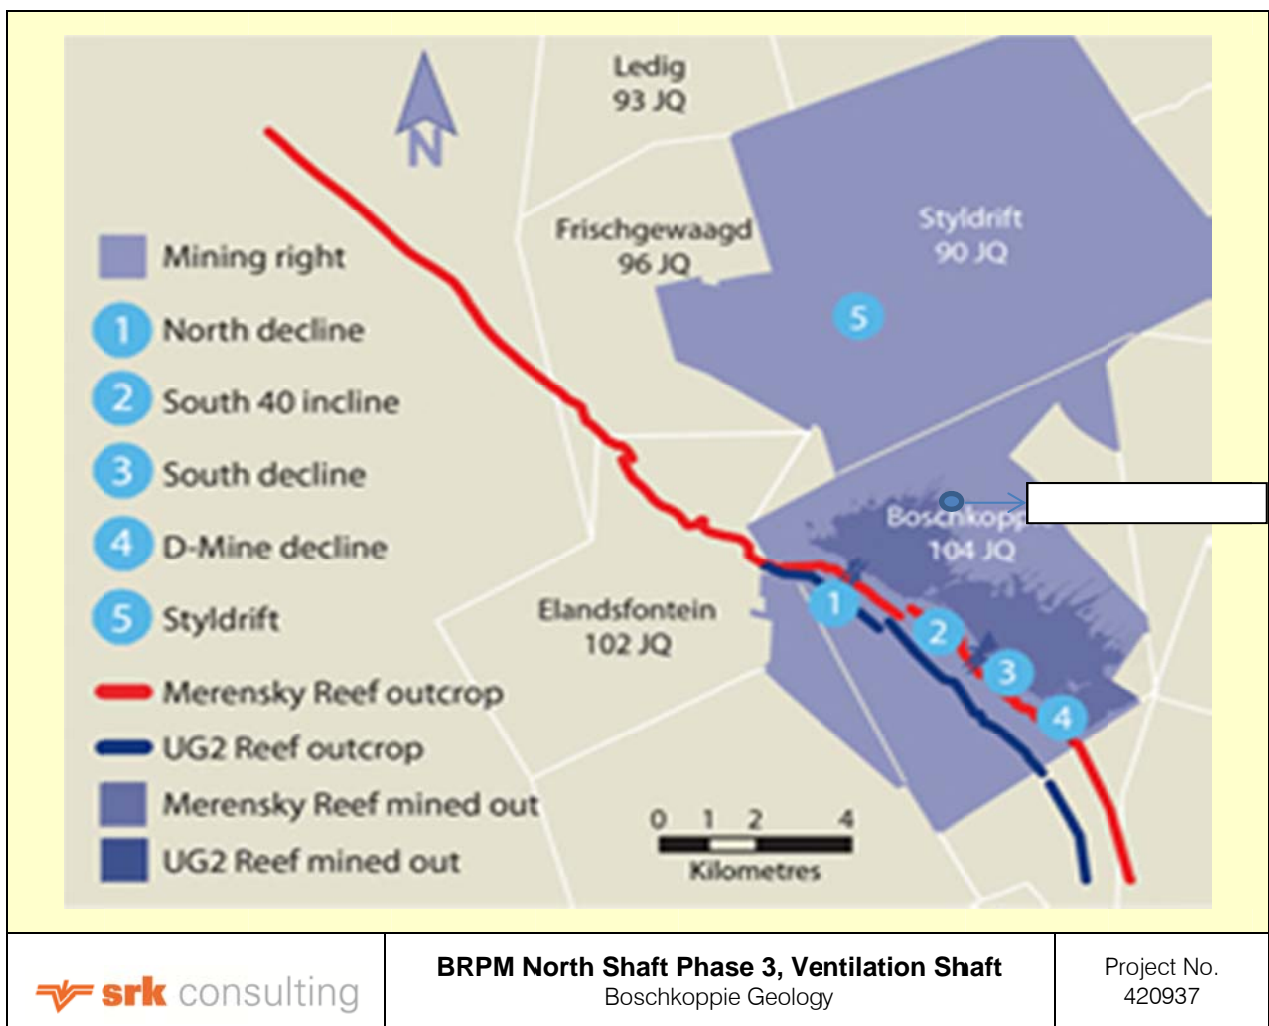 Ledig
93 JQ
N
Frischgewaagd
96 JQ
Styldrift
90 JQ
5
Mining right
1 North decline
2 South 40 incline
3 South decline
4 D-Mine decline
5 Styldrift
Merensky Reef outcrop
UG2 Reef outcrop
Merensky Reef mined out
UG2 Reef mined out
104 JQ
Elandsfontein
102 JQ
1
2
3
4
0 1 2 4
Kilometres
srk consulting
BRPM North Shaft Phase 3, Ventilation Shaft
Boschkoppie Geology
Project No.
420937